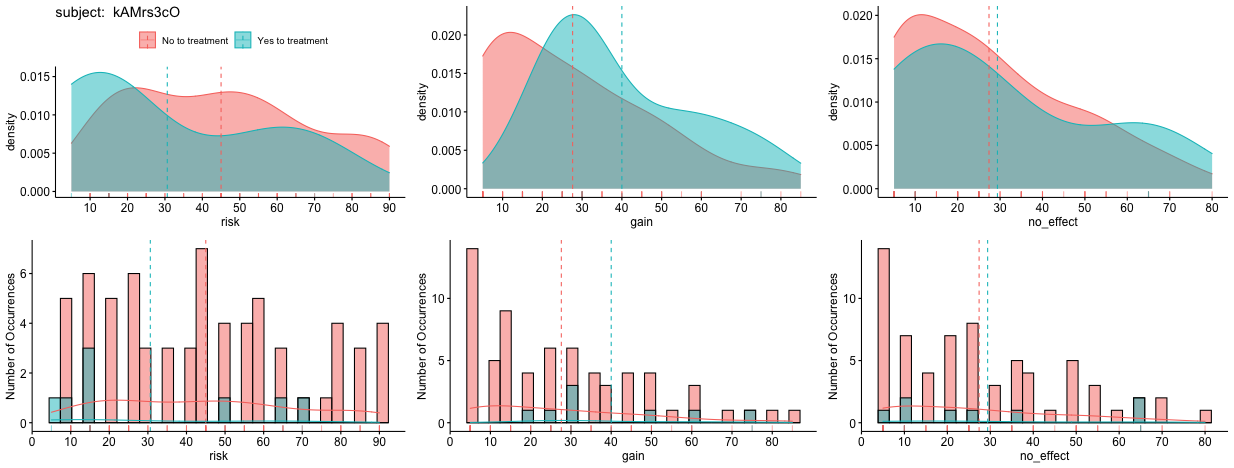 subject: kAMrs3cO
No to treatment Yes to treatment
density
0.015
0.010
0.005
0.000
10 20 30 40 50 60 70 80 90
risk
density
0.020
0.015
0.010
0.005
0.000
10 20 30 40 50 60 70 80
gain
density
0.020
0.015
0.010
0.005
0.000
10 20 30 40 50 60 70 80
no_effect
Number of Occurrences
6
4
2
0
0 10 20 30 40 50 60 70 80 90
risk
Number of Occurrences
10
5
0
0 10 20 30 40 50 60 70 80
gain
Number of Occurrences
10
5
0
0 10 20 30 40 50 60 70 80
no_effect